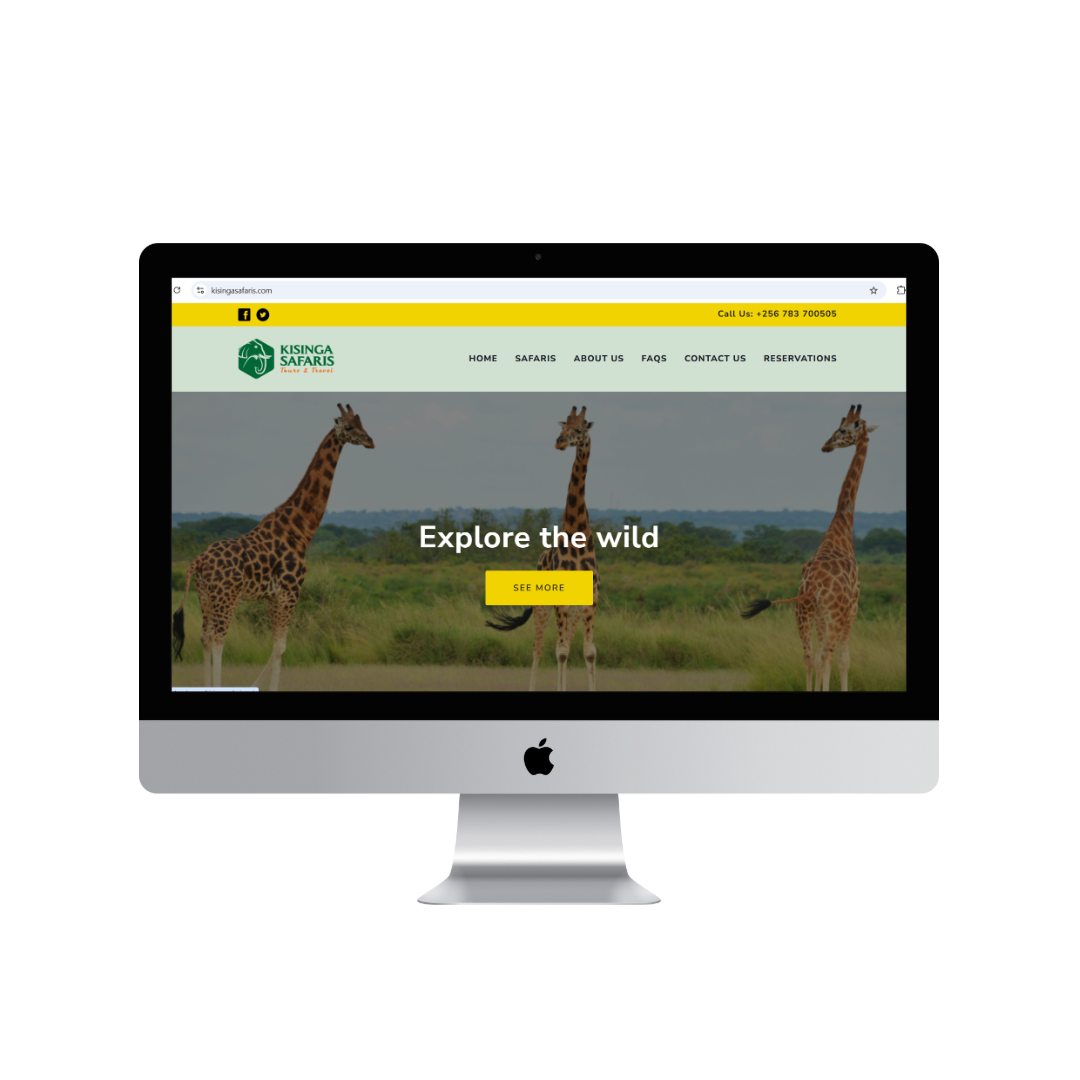 kisingasafaris.com
Call Us: +256 783 700505
KISINGA
SAFARIS
Tours & Travel
HOME SAFARIS ABOUT US FAQS CONTACT US RESERVATIONS
Explore the wild
SEE MORE